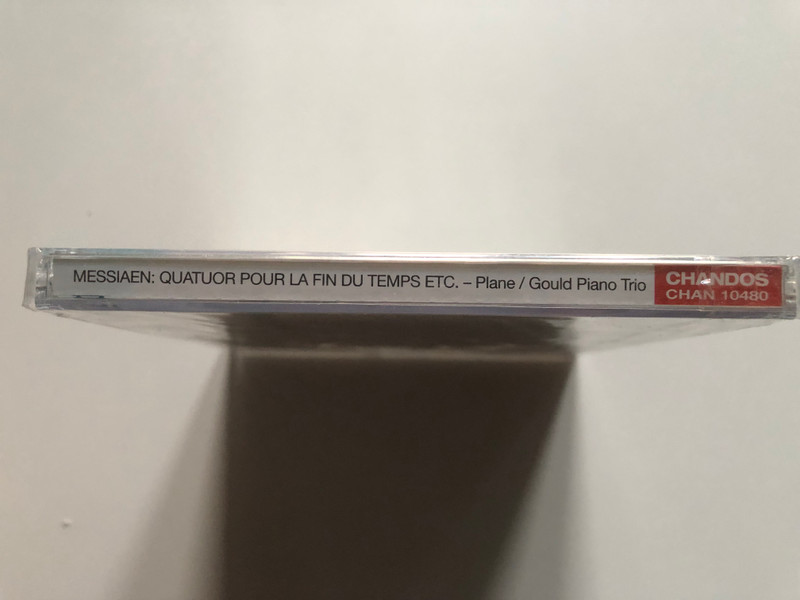 MESSIAEN: QUATUOR POUR LA FIN DU TEMPS ETC. – Plane / Gould Piano Trio
CHANDOS
CHAN 10480